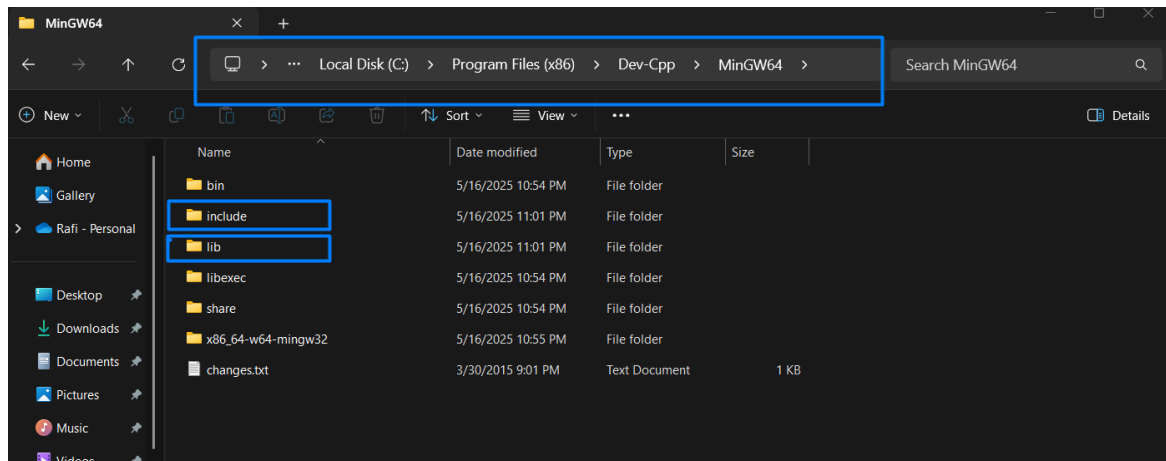 MinGW64
Local Disk (C:) Program Files (x86) Dev-Cpp MinGW64 Search MinGW64
New Sort View Details
Name Date modified Type Size
Home
Gallery
Rafi - Personal
Desktop
Downloads
Documents
Pictures
Music
Videos
bin 5/16/2025 10:54 PM File folder
include 5/16/2025 11:01 PM File folder
lib 5/16/2025 11:01 PM File folder
libexec 5/16/2025 10:54 PM File folder
share 5/16/2025 10:54 PM File folder
x86_64-w64-mingw32 5/16/2025 10:55 PM File folder
changes.txt 3/30/2015 9:01 PM Text Document 1 KB